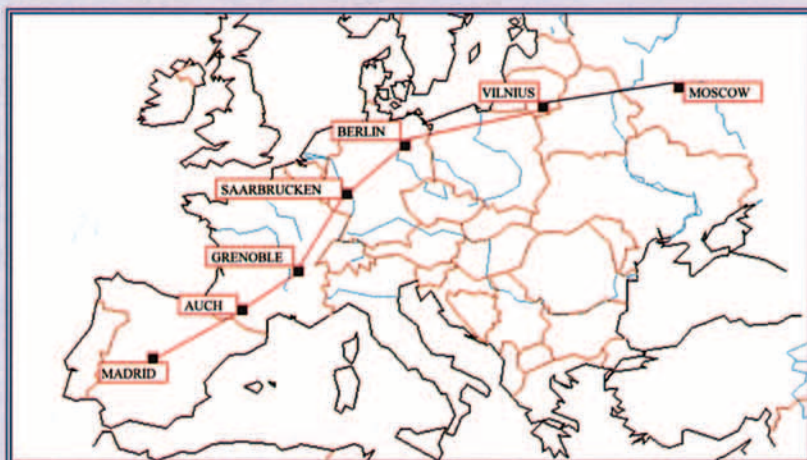 VILNIUS
MOSCOW
BERLIN
SAARBRUCKEN
GRENOBLE
AUCH
MADRID